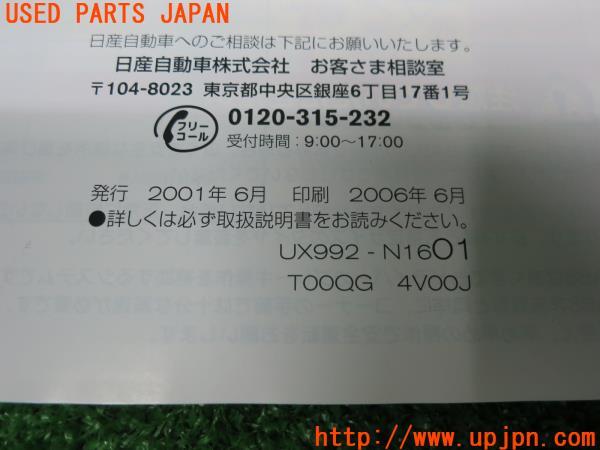 USED PARTS JAPAN
日産自動車へのご相談は下記にお願いいたします。
日産自動車株式会社 お客さま相談室
〒104-8023 東京都中央区銀座6丁目17番1号
フリーコール 0120-315-232
受付時間：9:00〜17:00
発行 2001年6月 印刷 2006年6月
●詳しくは必ず取扱説明書をお読みください。
UX992 - N1601
T00QG 4V00J
http://www.upjpn.com/